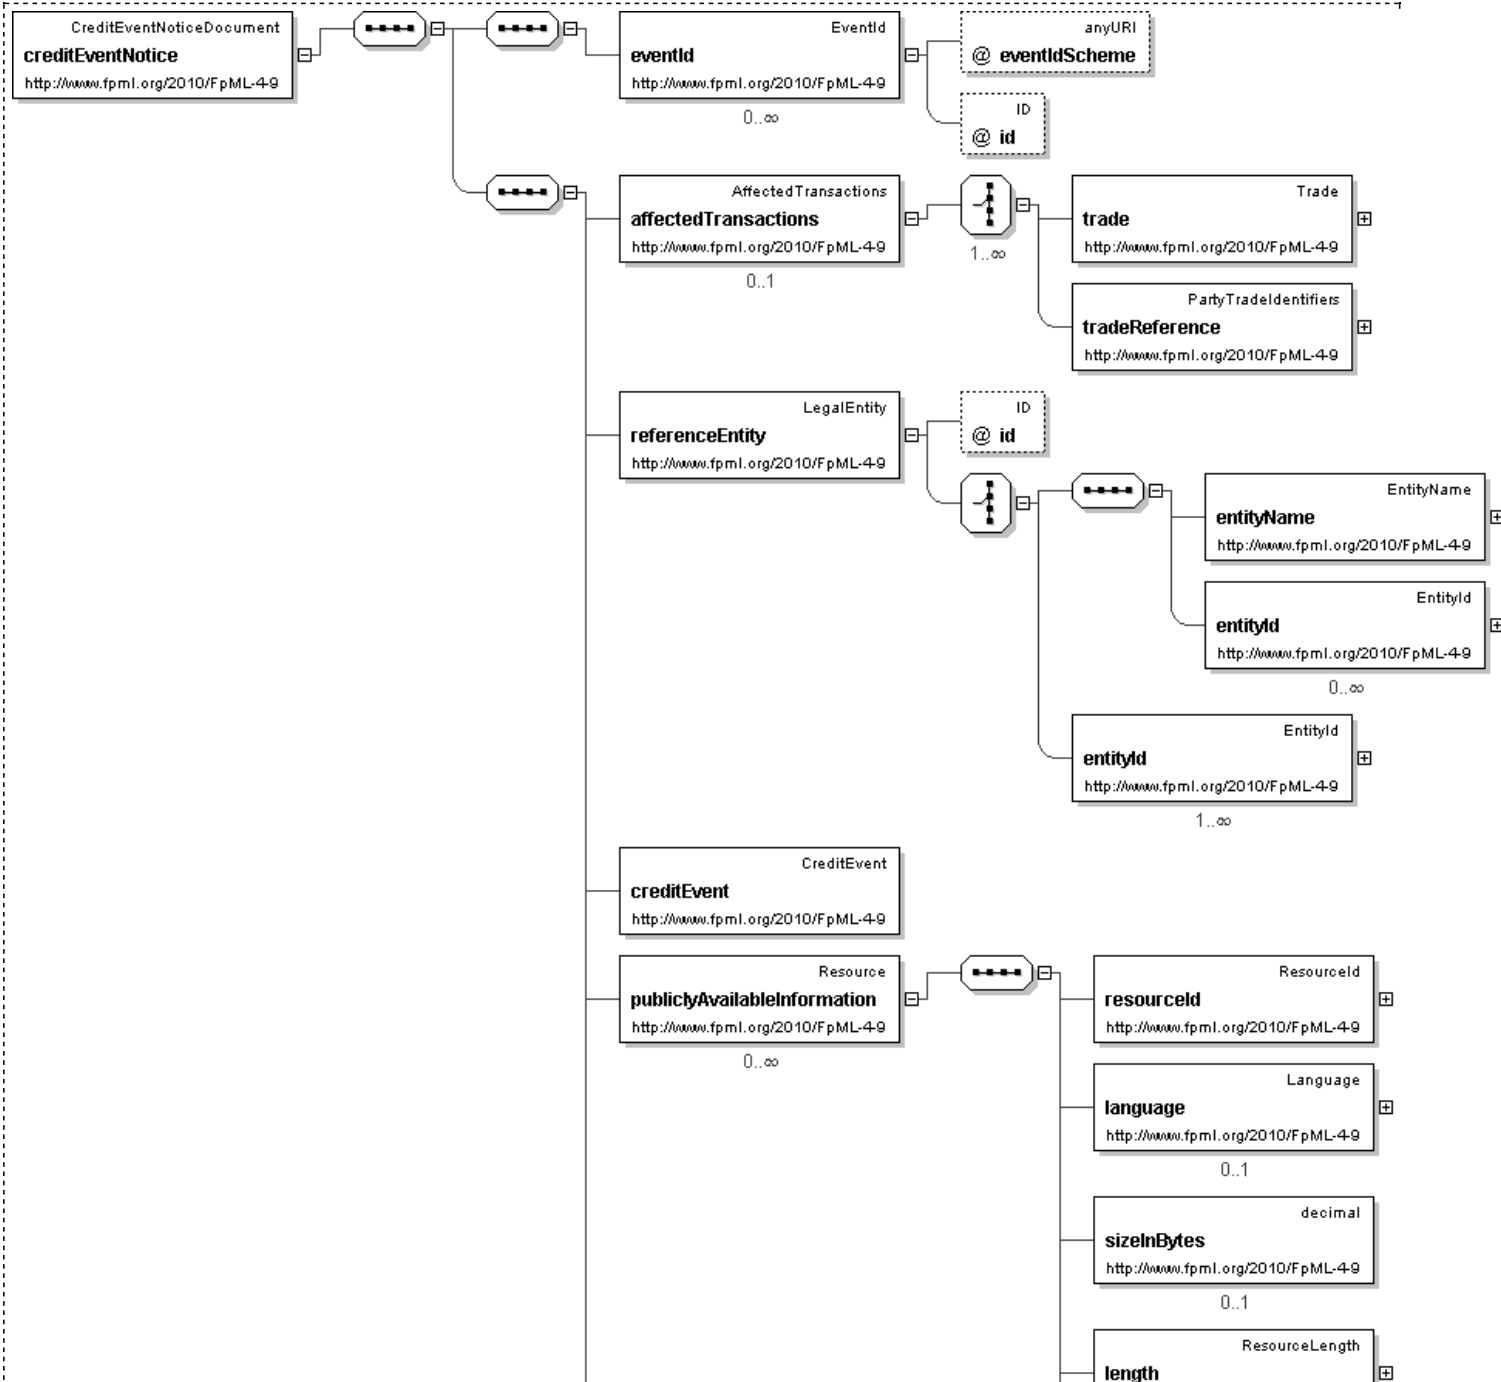 CreditEventNoticeDocument
creditEventNotice
http://www.fpml.org/2010/FpML-4-9
EventId
eventId
http://www.fpml.org/2010/FpML-4-9
0..∞
anyURI
@ eventIdScheme
ID
@ id
AffectedTransactions
affectedTransactions
http://www.fpml.org/2010/FpML-4-9
0..1
1..∞
Trade
trade
http://www.fpml.org/2010/FpML-4-9
PartyTradeIdentifiers
tradeReference
http://www.fpml.org/2010/FpML-4-9
LegalEntity
referenceEntity
http://www.fpml.org/2010/FpML-4-9
ID
@ id
EntityName
entityName
http://www.fpml.org/2010/FpML-4-9
EntityId
entityId
http://www.fpml.org/2010/FpML-4-9
0..∞
EntityId
entityId
http://www.fpml.org/2010/FpML-4-9
1..∞
CreditEvent
creditEvent
http://www.fpml.org/2010/FpML-4-9
Resource
publiclyAvailableInformation
http://www.fpml.org/2010/FpML-4-9
0..∞
ResourceId
resourceId
http://www.fpml.org/2010/FpML-4-9
Language
language
http://www.fpml.org/2010/FpML-4-9
0..1
decimal
sizeInBytes
http://www.fpml.org/2010/FpML-4-9
0..1
ResourceLength
length